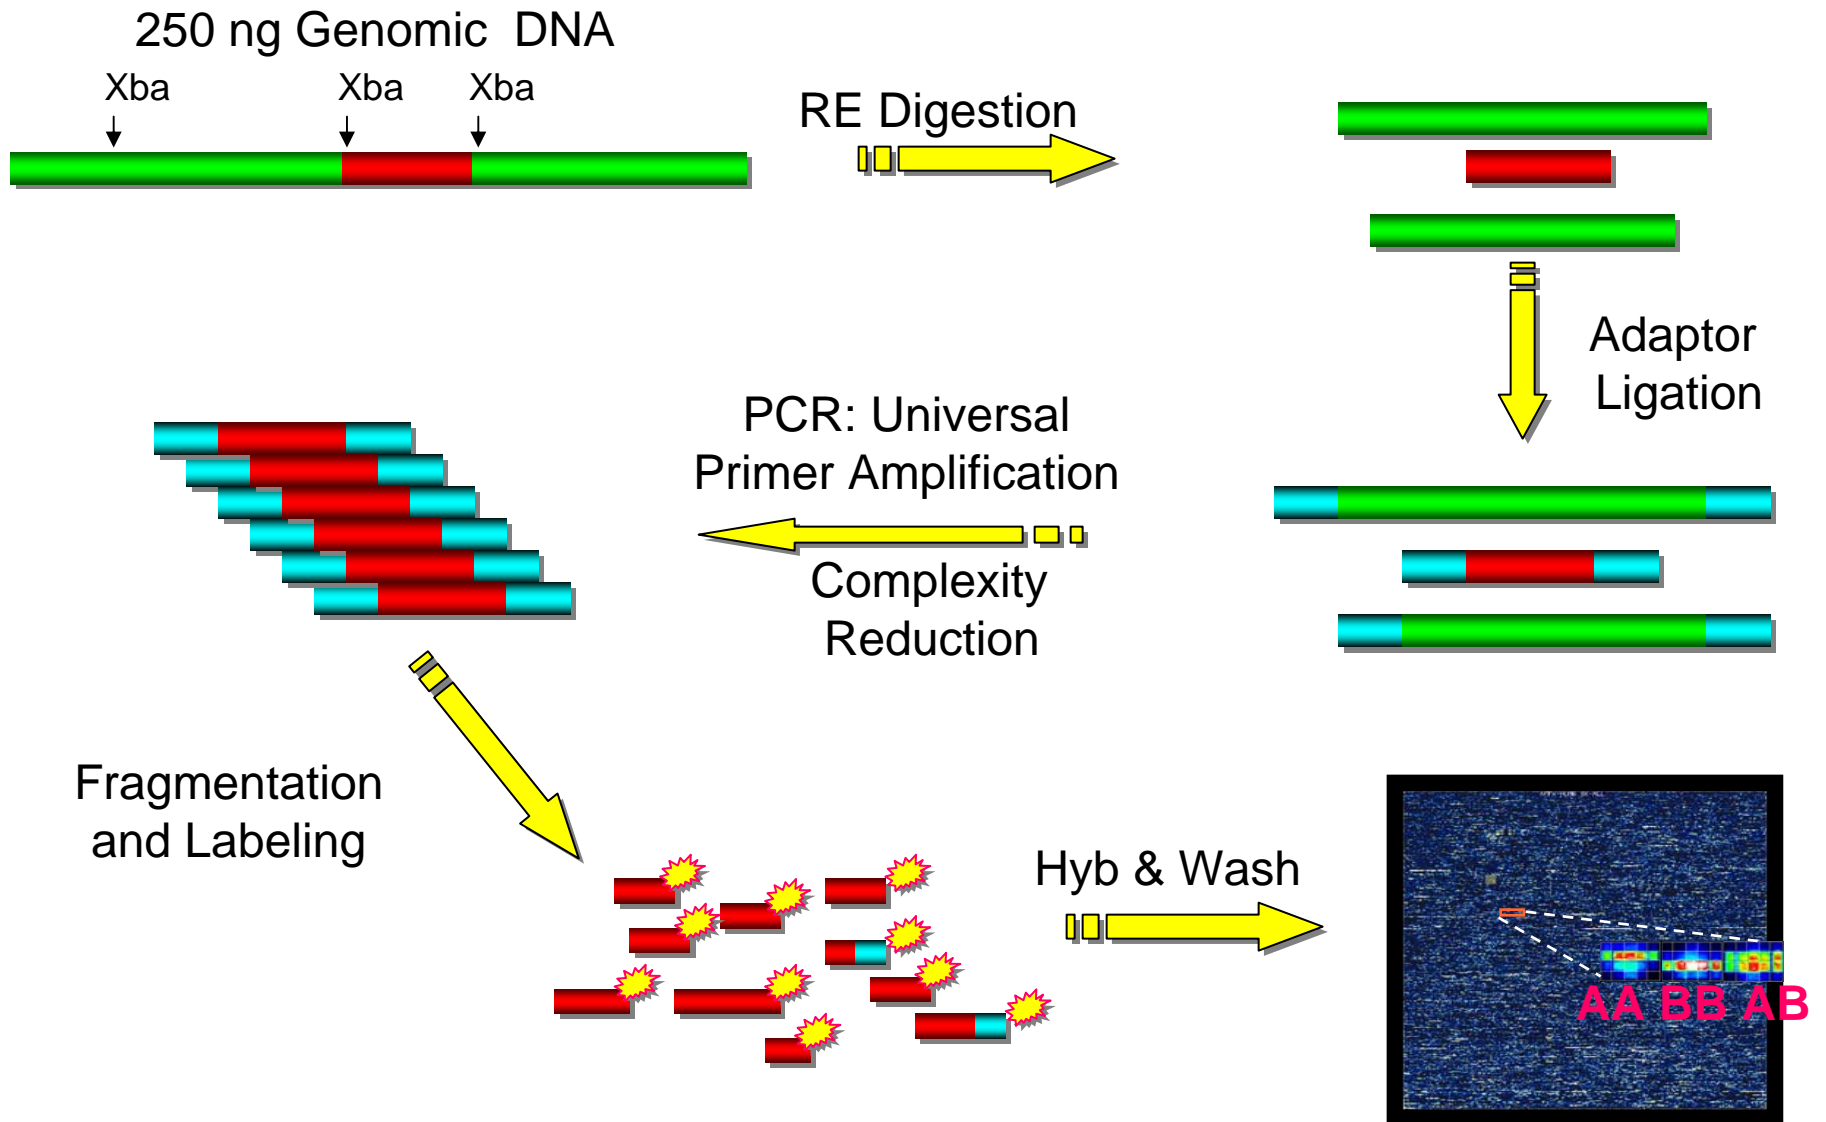 250 ng Genomic DNA
Xba Xba Xba
RE Digestion
Adaptor
Ligation
PCR: Universal
Primer Amplification
Complexity
Reduction
Fragmentation
and Labeling
Hyb & Wash
AA BB AB